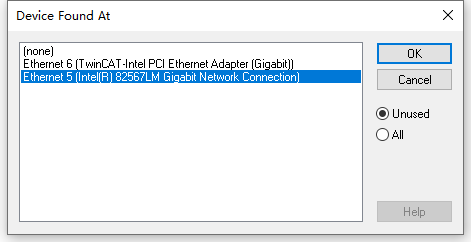 Device Found At
(none)
Ethernet 6 (TwinCAT-Intel PCI Ethernet Adapter (Gigabit))
Ethernet 5 (Intel(R) 82567LM Gigabit Network Connection)
OK
Cancel
Unused
All
Help